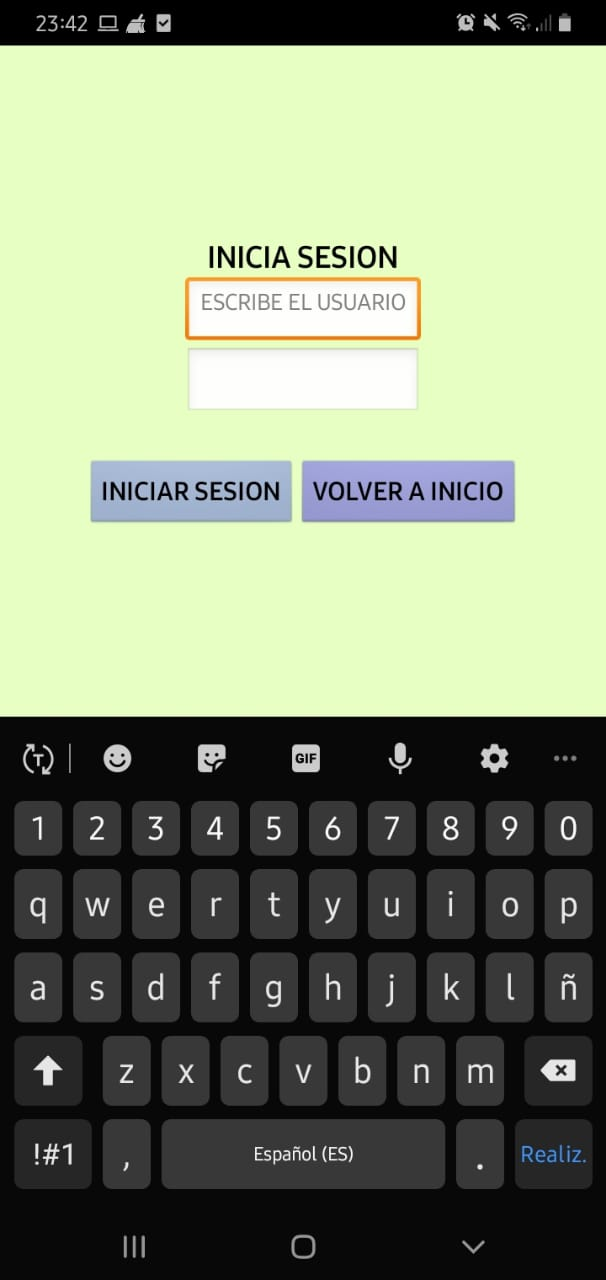 23:42
INICIA SESION
ESCRIBE EL USUARIO
INICIAR SESION VOLVER A INICIO
T GIF ...
1 2 3 4 5 6 7 8 9 0
q w e r t y u i o p
a s d f g h j k l ñ
z x c v b n m
!#1 , Español (ES) . Realiz.